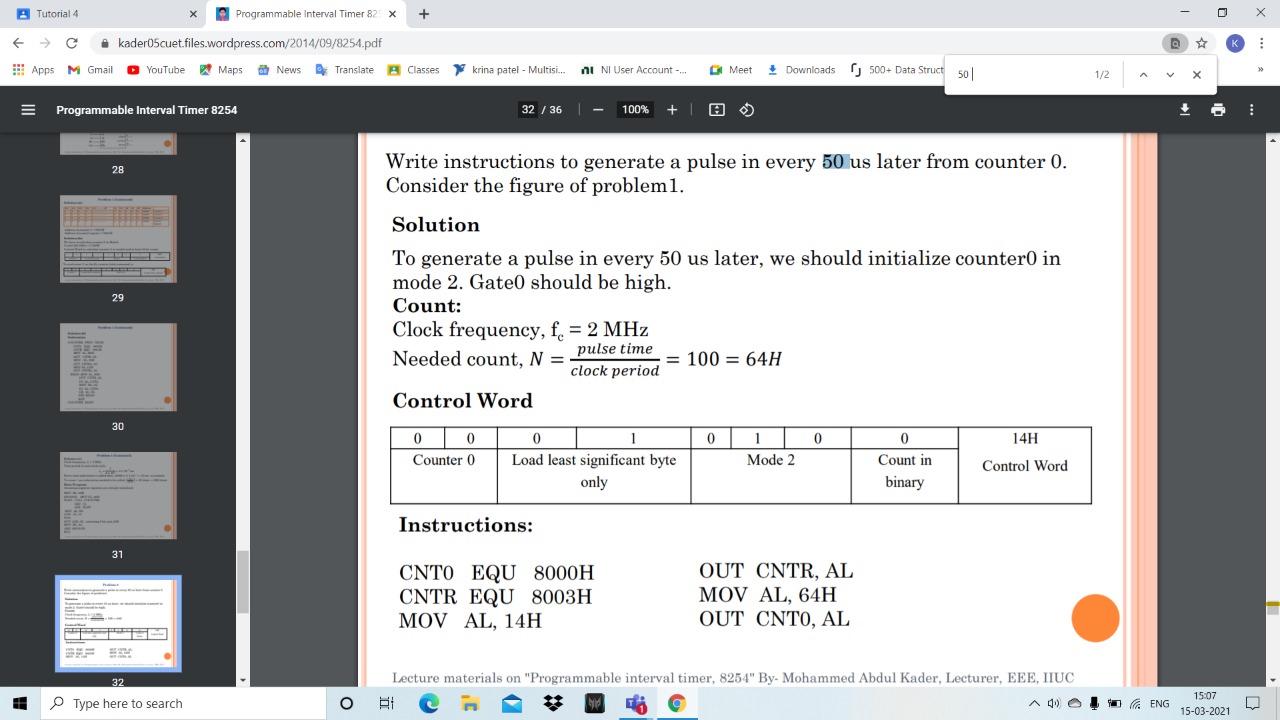 Tutorial 4
Programmable Interval Timer 82
kader05cuet.files.wordpress.com/2014/09/8254.pdf
K
Apps Gmail YouTube Maps News Translate Classes krina patel - Multisi... NI User Account -... Meet Downloads 500+ Data Struct
50
1/2
Programmable Interval Timer 8254
32 / 36
100%
28
29
30
31
32
Write instructions to generate a pulse in every 50 us later from counter 0.
Consider the figure of problem1.
Solution
To generate a pulse in every 50 us later, we should initialize counter0 in
mode 2. Gate0 should be high.
Count:
Clock frequency, fc = 2 MHz
Needed count, N = pulse time / clock period = 100 = 64H
Control Word
0 0 0 1 0 1 0 0 14H
Counter 0 Load least significant byte only Mode 2 Count in binary Control Word
Instructions:
CNT0 EQU 8000H
CNTR EQU 8003H
MOV AL, 14H
OUT CNTR, AL
MOV AL, 64H
OUT CNT0, AL
Lecture materials on "Programmable interval timer, 8254" By- Mohammed Abdul Kader, Lecturer, EEE, IIUC
Type here to search
ENG
15:07
15-03-2021